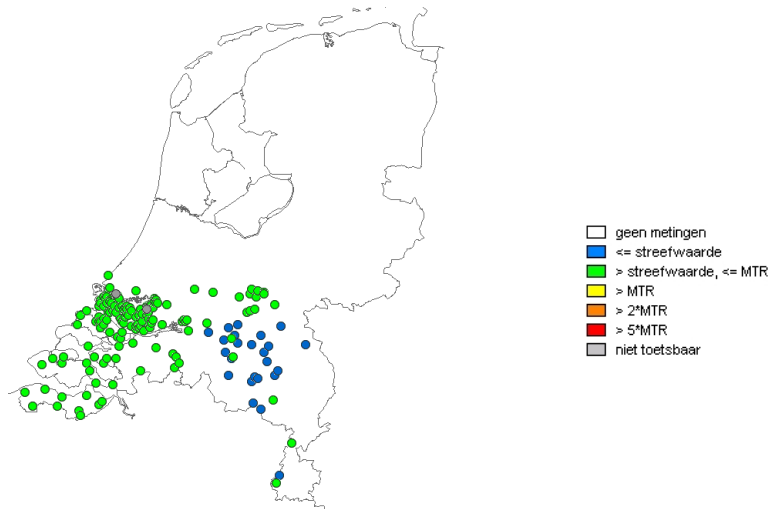 geen metingen
<= streefwaarde
> streefwaarde, <= MTR
> MTR
> 2*MTR
> 5*MTR
niet toetsbaar